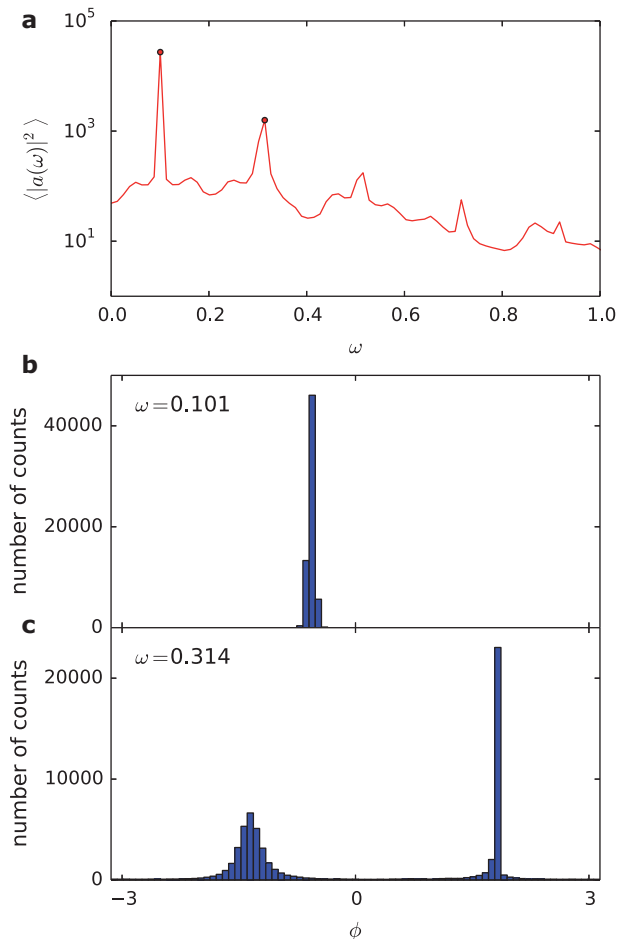 a
10^5
10^3
10^1
⟨|a(ω)|^2 ⟩
0.0 0.2 0.4 0.6 0.8 1.0
ω
b
ω=0.101
40000
20000
0
number of counts
c
ω=0.314
20000
10000
0
number of counts
−3 0 3
ϕ